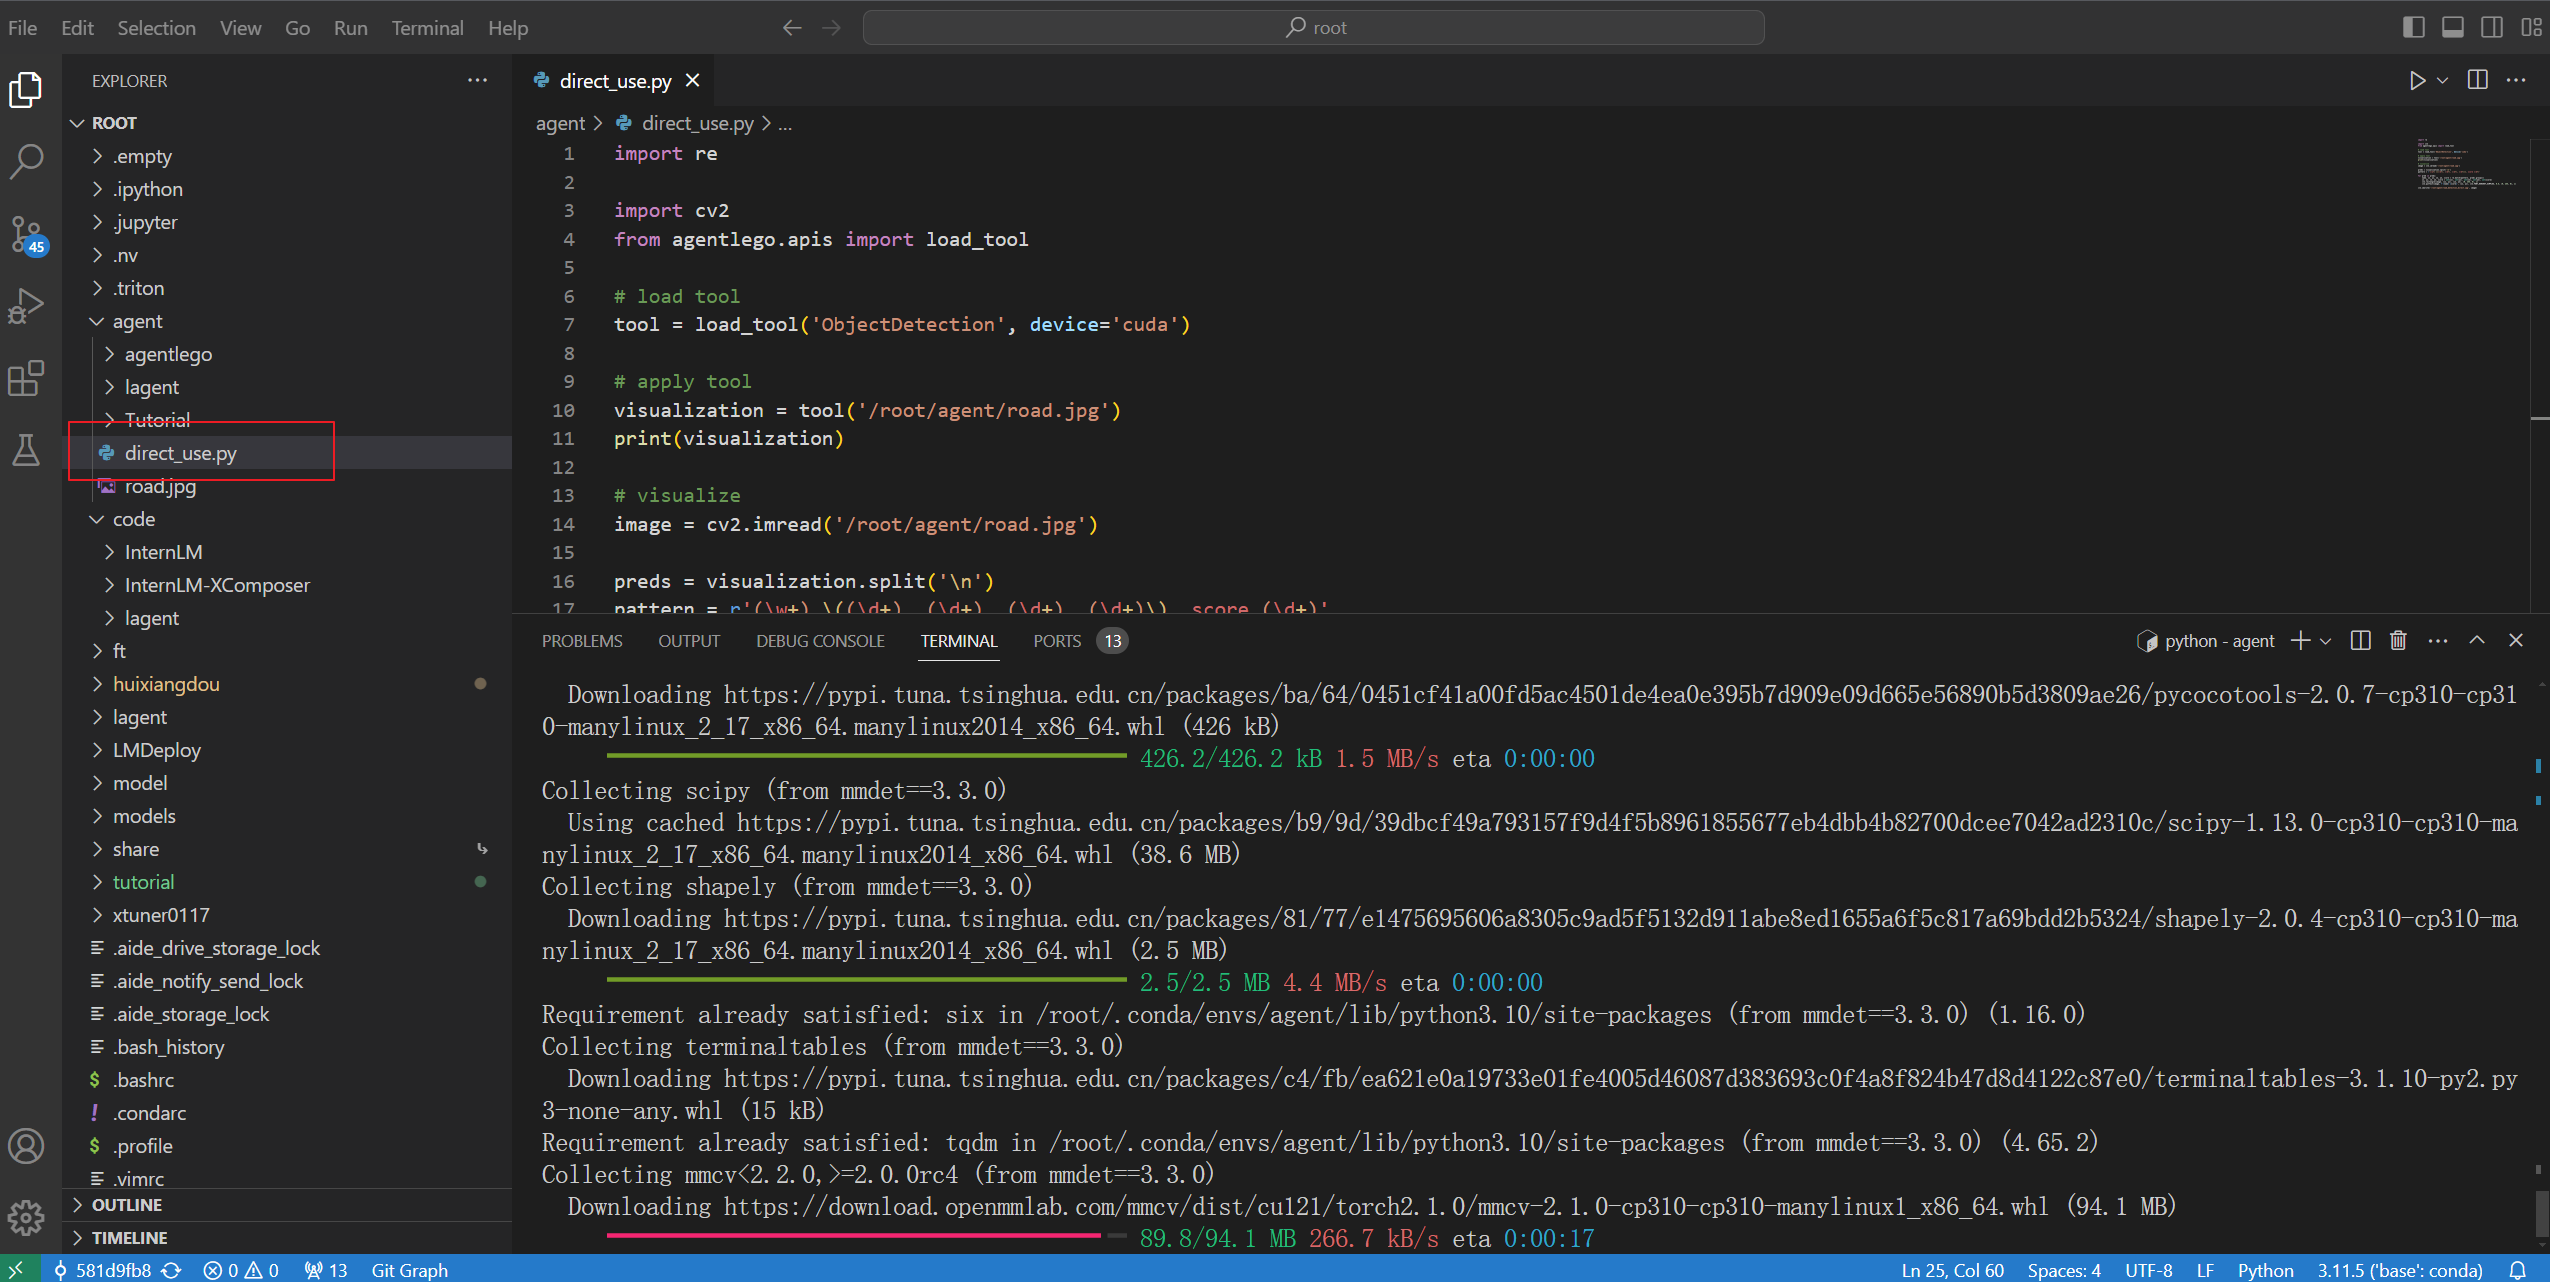 File Edit Selection View Go Run Terminal Help
root
EXPLORER
ROOT
.empty
.ipython
.jupyter
.nv
.triton
agent
agentlego
lagent
Tutorial
direct_use.py
road.jpg
code
InternLM
InternLM-XComposer
lagent
ft
huixiangdou
lagent
LMDeploy
model
models
share
tutorial
xtuner0117
.aide_drive_storage_lock
.aide_notify_send_lock
.aide_storage_lock
.bash_history
.bashrc
.condarc
.profile
.vimrc
OUTLINE
TIMELINE
45
direct_use.py
agent > direct_use.py > ...
1 import re
2
3 import cv2
4 from agentlego.apis import load_tool
5
6 # load tool
7 tool = load_tool('ObjectDetection', device='cuda')
8
9 # apply tool
10 visualization = tool('/root/agent/road.jpg')
11 print(visualization)
12
13 # visualize
14 image = cv2.imread('/root/agent/road.jpg')
15
16 preds = visualization.split('\n')
17 pattern = r'(\w+) \((\d+), (\d+), (\d+), (\d+)\), score (\d+)'
PROBLEMS OUTPUT DEBUG CONSOLE TERMINAL PORTS 13
python - agent
Downloading https://pypi.tuna.tsinghua.edu.cn/packages/ba/64/0451cf41a00fd5ac4501de4ea0e395b7d909e09d665e56890b5d3809ae26/pycocotools-2.0.7-cp310-cp31
0-manylinux_2_17_x86_64.manylinux2014_x86_64.whl (426 kB)
426.2/426.2 kB 1.5 MB/s eta 0:00:00
Collecting scipy (from mmdet==3.3.0)
Using cached https://pypi.tuna.tsinghua.edu.cn/packages/b9/9d/39dbcf49a793157f9d4f5b8961855677eb4dbb4b82700dcee7042ad2310c/scipy-1.13.0-cp310-cp310-ma
nylinux_2_17_x86_64.manylinux2014_x86_64.whl (38.6 MB)
Collecting shapely (from mmdet==3.3.0)
Downloading https://pypi.tuna.tsinghua.edu.cn/packages/81/77/e1475695606a8305c9ad5f5132d911abe8ed1655a6f5c817a69bdd2b5324/shapely-2.0.4-cp310-cp310-ma
nylinux_2_17_x86_64.manylinux2014_x86_64.whl (2.5 MB)
2.5/2.5 MB 4.4 MB/s eta 0:00:00
Requirement already satisfied: six in /root/.conda/envs/agent/lib/python3.10/site-packages (from mmdet==3.3.0) (1.16.0)
Collecting terminaltables (from mmdet==3.3.0)
Downloading https://pypi.tuna.tsinghua.edu.cn/packages/c4/fb/ea621e0a19733e01fe4005d46087d383693c0f4a8f824b47d8d4122c87e0/terminaltables-3.1.10-py2.py
3-none-any.whl (15 kB)
Requirement already satisfied: tqdm in /root/.conda/envs/agent/lib/python3.10/site-packages (from mmdet==3.3.0) (4.65.2)
Collecting mmcv<2.2.0,>=2.0.0rc4 (from mmdet==3.3.0)
Downloading https://download.openmmlab.com/mmcv/dist/cu121/torch2.1.0/mmcv-2.1.0-cp310-cp310-manylinux1_x86_64.whl (94.1 MB)
89.8/94.1 MB 266.7 kB/s eta 0:00:17
581d9fb8 0 0 13 Git Graph Ln 25, Col 60 Spaces: 4 UTF-8 LF Python 3.11.5 ('base': conda)